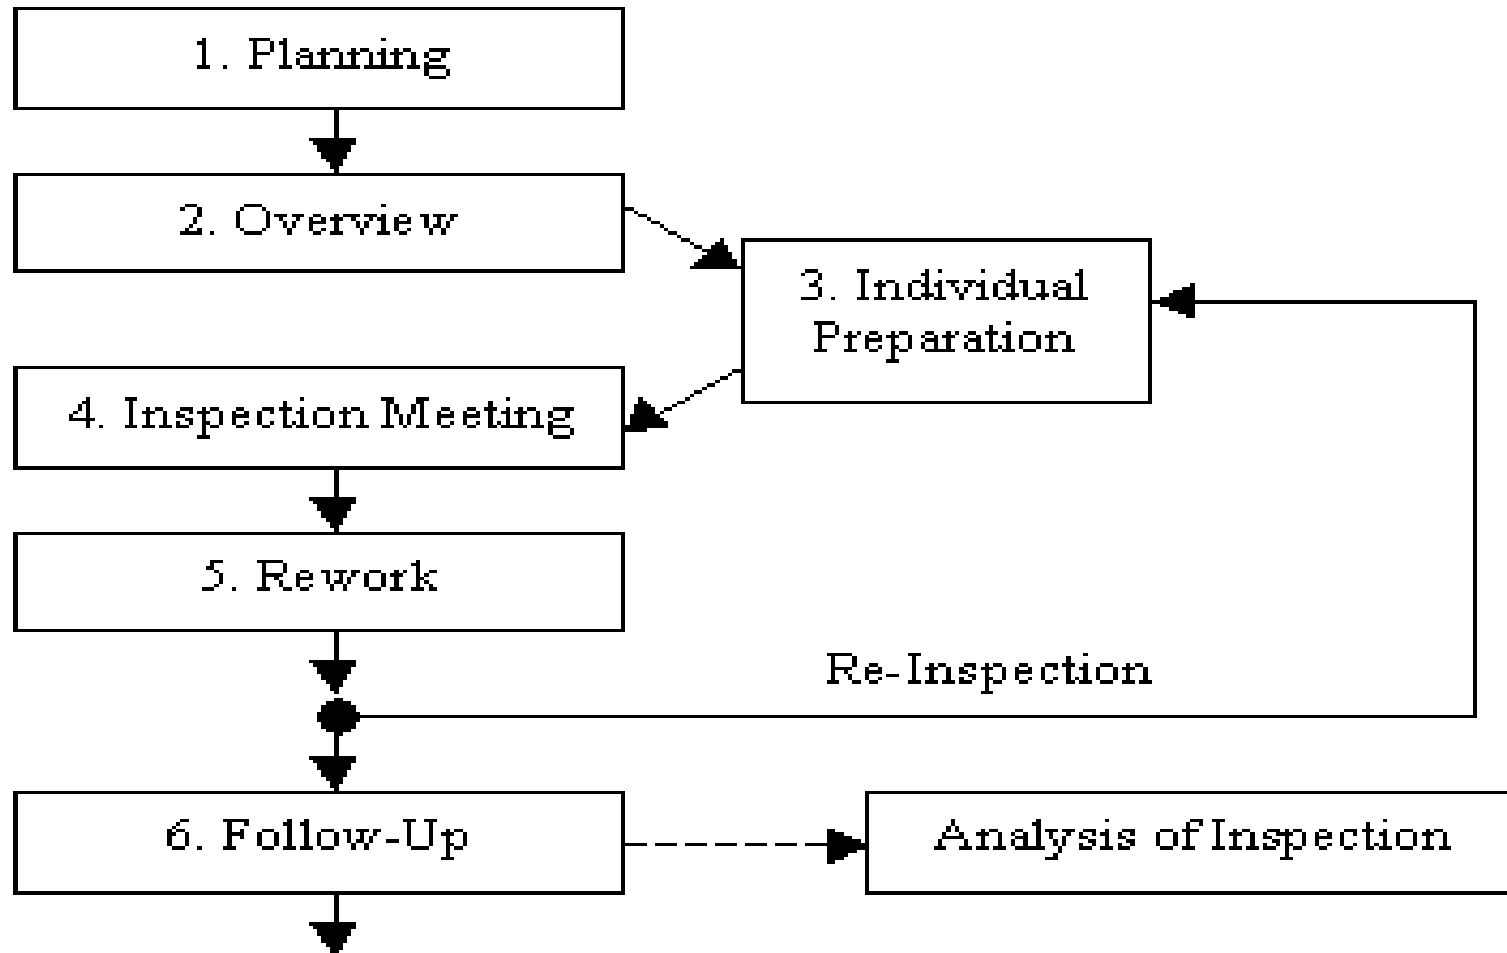 1. Planning
2. Overview
3. Individual
Preparation
4. Inspection Meeting
5. Rework
Re-Inspection
6. Follow-Up
Analysis of Inspection